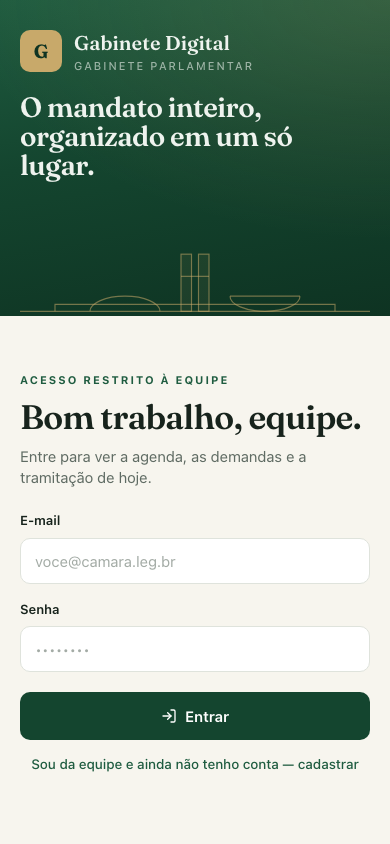 G
Gabinete Digital
GABINETE PARLAMENTAR
O mandato inteiro,
organizado em um só
lugar.
ACESSO RESTRITO À EQUIPE
Bom trabalho, equipe.
Entre para ver a agenda, as demandas e a
tramitação de hoje.
E-mail
voce@camara.leg.br
Senha
••••••••
Entrar
Sou da equipe e ainda não tenho conta — cadastrar